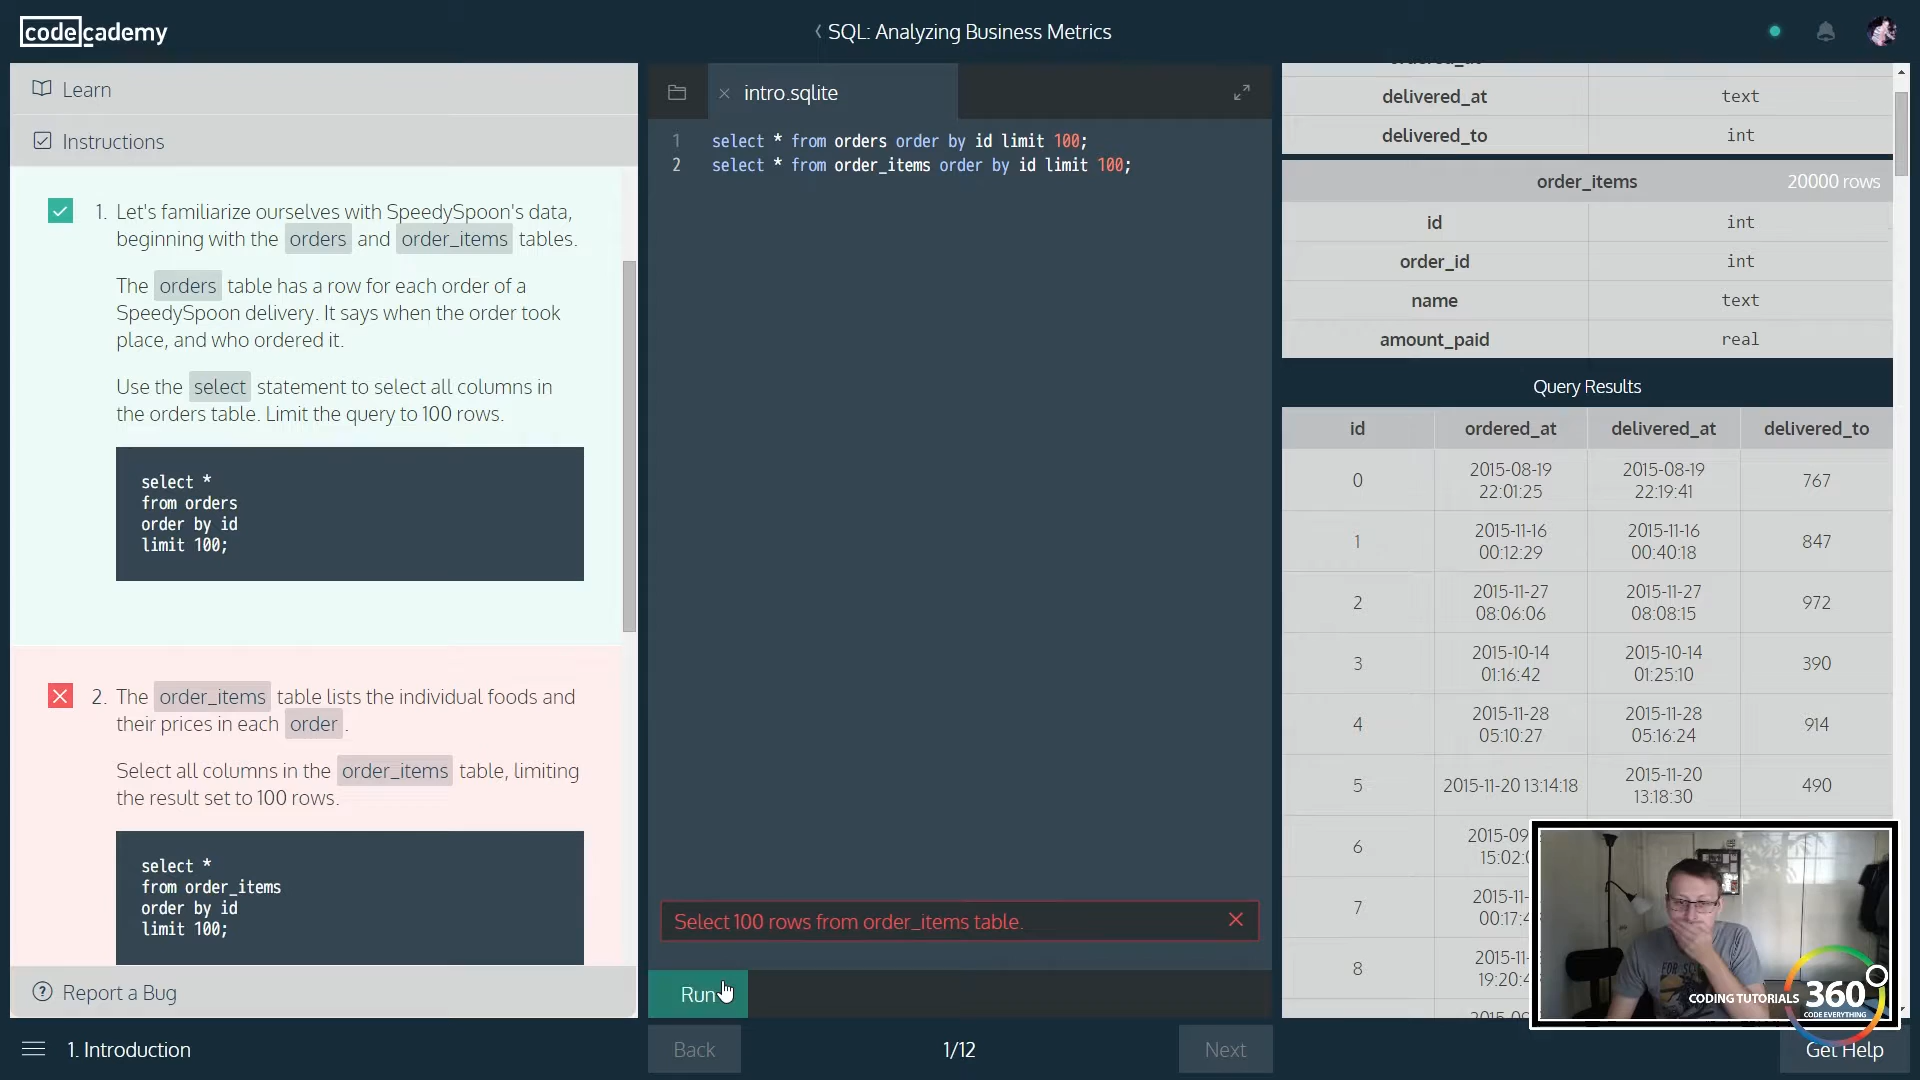 codecademy
SQL: Analyzing Business Metrics
Learn
Instructions
1. Let's familiarize ourselves with SpeedySpoon's data,
beginning with the orders and order_items tables.
The orders table has a row for each order of a
SpeedySpoon delivery. It says when the order took
place, and who ordered it.
Use the select statement to select all columns in
the orders table. Limit the query to 100 rows.
select *
from orders
order by id
limit 100;
2. The order_items table lists the individual foods and
their prices in each order.
Select all columns in the order_items table, limiting
the result set to 100 rows.
select *
from order_items
order by id
limit 100;
Report a Bug
1. Introduction
intro.sqlite
1 select * from orders order by id limit 100;
2 select * from order_items order by id limit 100;
Select 100 rows from order_items table.
Run
Back
1/12
Next
delivered_at text
delivered_to int
order_items 20000 rows
id int
order_id int
name text
amount_paid real
Query Results
id ordered_at delivered_at delivered_to
0 2015-08-19 22:01:25 2015-08-19 22:19:41 767
1 2015-11-16 00:12:29 2015-11-16 00:40:18 847
2 2015-11-27 08:06:06 2015-11-27 08:08:15 972
3 2015-10-14 01:16:42 2015-10-14 01:25:10 390
4 2015-11-28 05:10:27 2015-11-28 05:16:24 914
5 2015-11-20 13:14:18 2015-11-20 13:18:30 490
6
7
8
CODING TUTORIALS 360
CODE EVERYTHING
Get Help